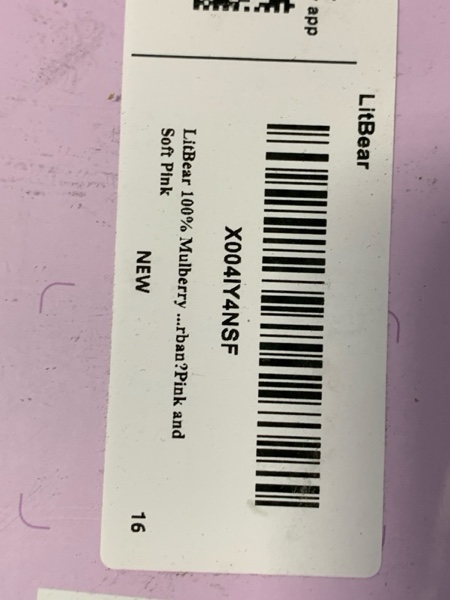 app
LitBear
X004IY4NSF
LitBear 100% Mulberry ...rban?Pink and
Soft Pink
NEW
16